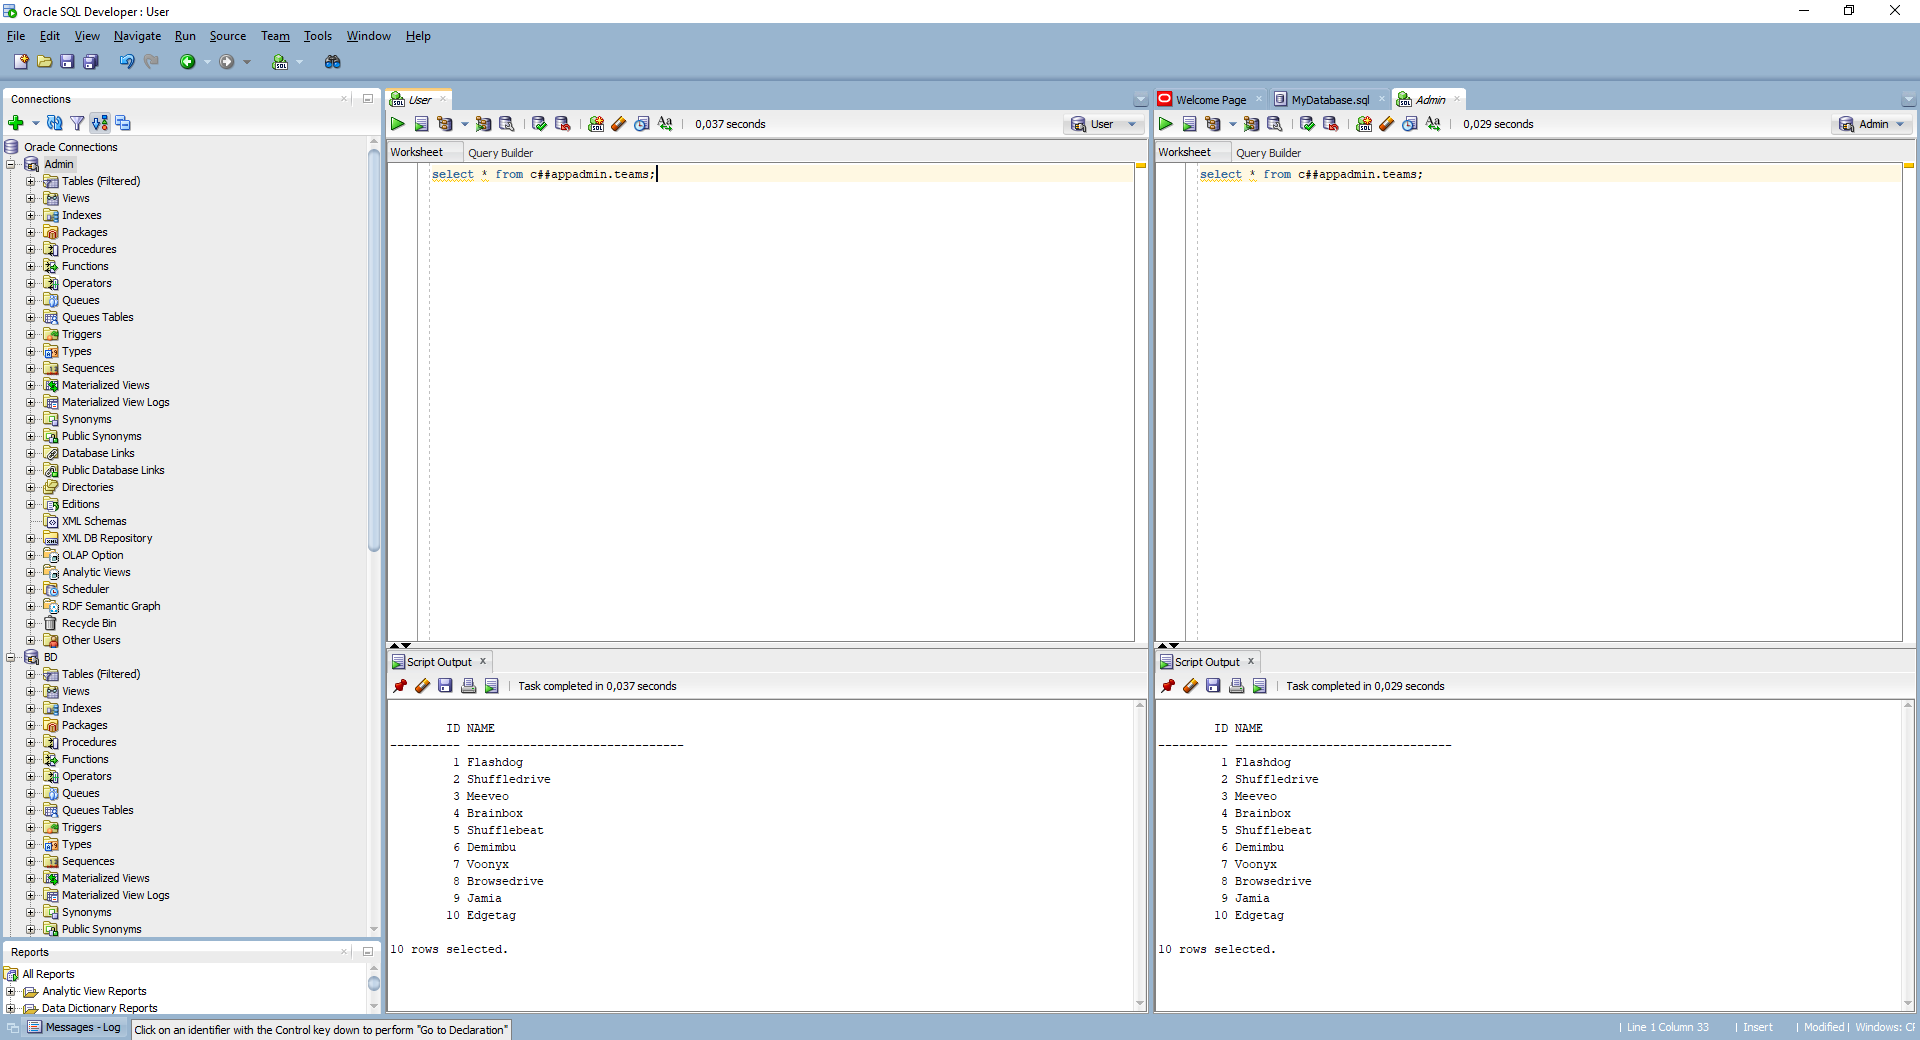 Oracle SQL Developer : User
File Edit View Navigate Run Source Team Tools Window Help
Connections
Oracle Connections
Admin
Tables (Filtered)
Views
Indexes
Packages
Procedures
Functions
Operators
Queues
Queues Tables
Triggers
Types
Sequences
Materialized Views
Materialized View Logs
Synonyms
Public Synonyms
Database Links
Public Database Links
Directories
Editions
XML Schemas
XML DB Repository
OLAP Option
Analytic Views
Scheduler
RDF Semantic Graph
Recycle Bin
Other Users
BD
Tables (Filtered)
Views
Indexes
Packages
Procedures
Functions
Operators
Queues
Queues Tables
Triggers
Types
Sequences
Materialized Views
Materialized View Logs
Synonyms
Public Synonyms
Reports
All Reports
Analytic View Reports
Data Dictionary Reports
User
0,037 seconds
User
Worksheet Query Builder
select * from c##appadmin.teams;
Script Output
Task completed in 0,037 seconds
ID NAME
---------- -------------------------------
1 Flashdog
2 Shuffledrive
3 Meeveo
4 Brainbox
5 Shufflebeat
6 Demimbu
7 Voonyx
8 Browsedrive
9 Jamia
10 Edgetag
10 rows selected.
Welcome Page MyDatabase.sql Admin
0,029 seconds
Admin
Worksheet Query Builder
select * from c##appadmin.teams;
Script Output
Task completed in 0,029 seconds
ID NAME
---------- -------------------------------
1 Flashdog
2 Shuffledrive
3 Meeveo
4 Brainbox
5 Shufflebeat
6 Demimbu
7 Voonyx
8 Browsedrive
9 Jamia
10 Edgetag
10 rows selected.
Messages - Log
Click on an identifier with the Control key down to perform "Go to Declaration"
| Line 1 Column 33 | Insert | Modified | Windows: CF